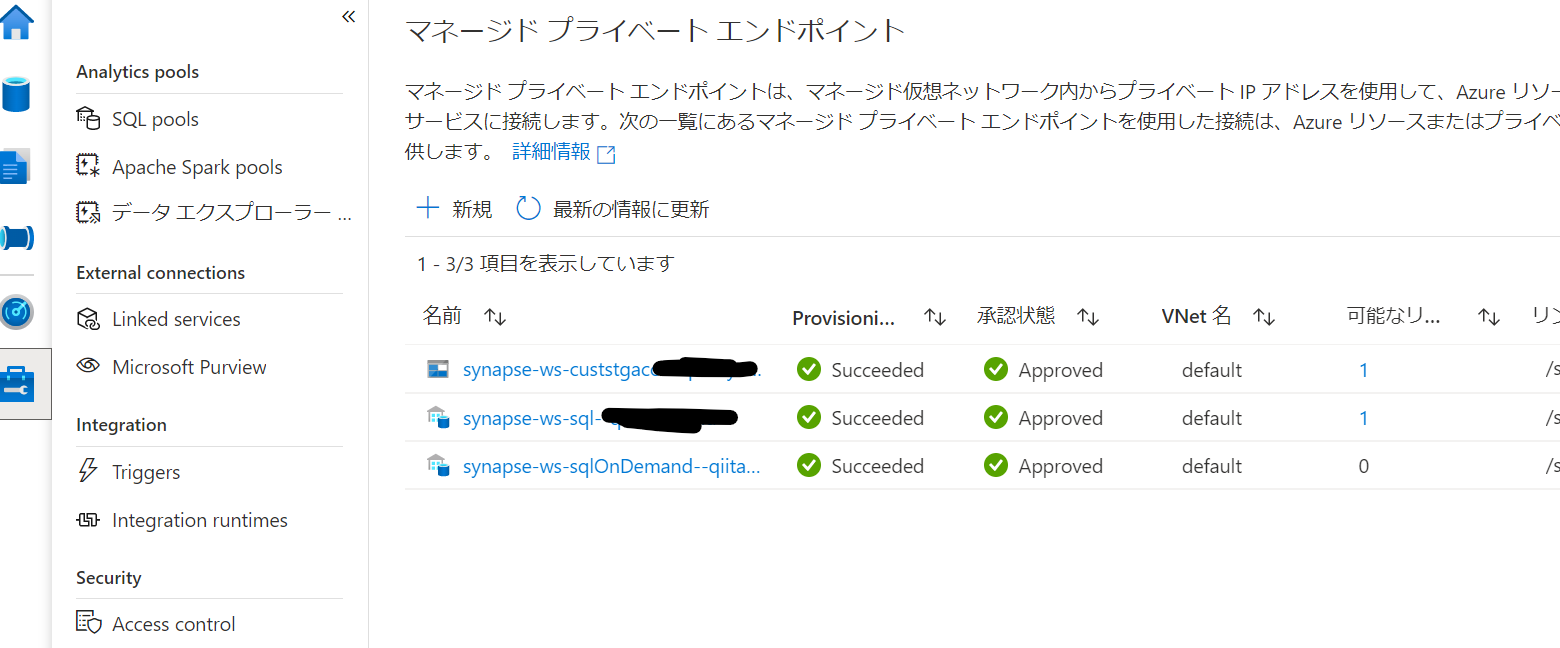 «
Analytics pools
SQL pools
Apache Spark pools
データ エクスプローラー ...
External connections
Linked services
Microsoft Purview
Integration
Triggers
Integration runtimes
Security
Access control
マネージド プライベート エンドポイント
マネージド プライベート エンドポイントは、マネージド仮想ネットワーク内からプライベート IP アドレスを使用して、Azure リソー
サービスに接続します。次の一覧にあるマネージド プライベート エンドポイントを使用した接続は、Azure リソースまたはプライベ
供します。 詳細情報
新規 最新の情報に更新
1 - 3/3 項目を表示しています
名前 Provisioni... 承認状態 VNet 名 可能なリ... リン
synapse-ws-custstgac Succeeded Approved default 1 /s
synapse-ws-sql- Succeeded Approved default 1 /s
synapse-ws-sqlOnDemand--qiita... Succeeded Approved default 0 /s